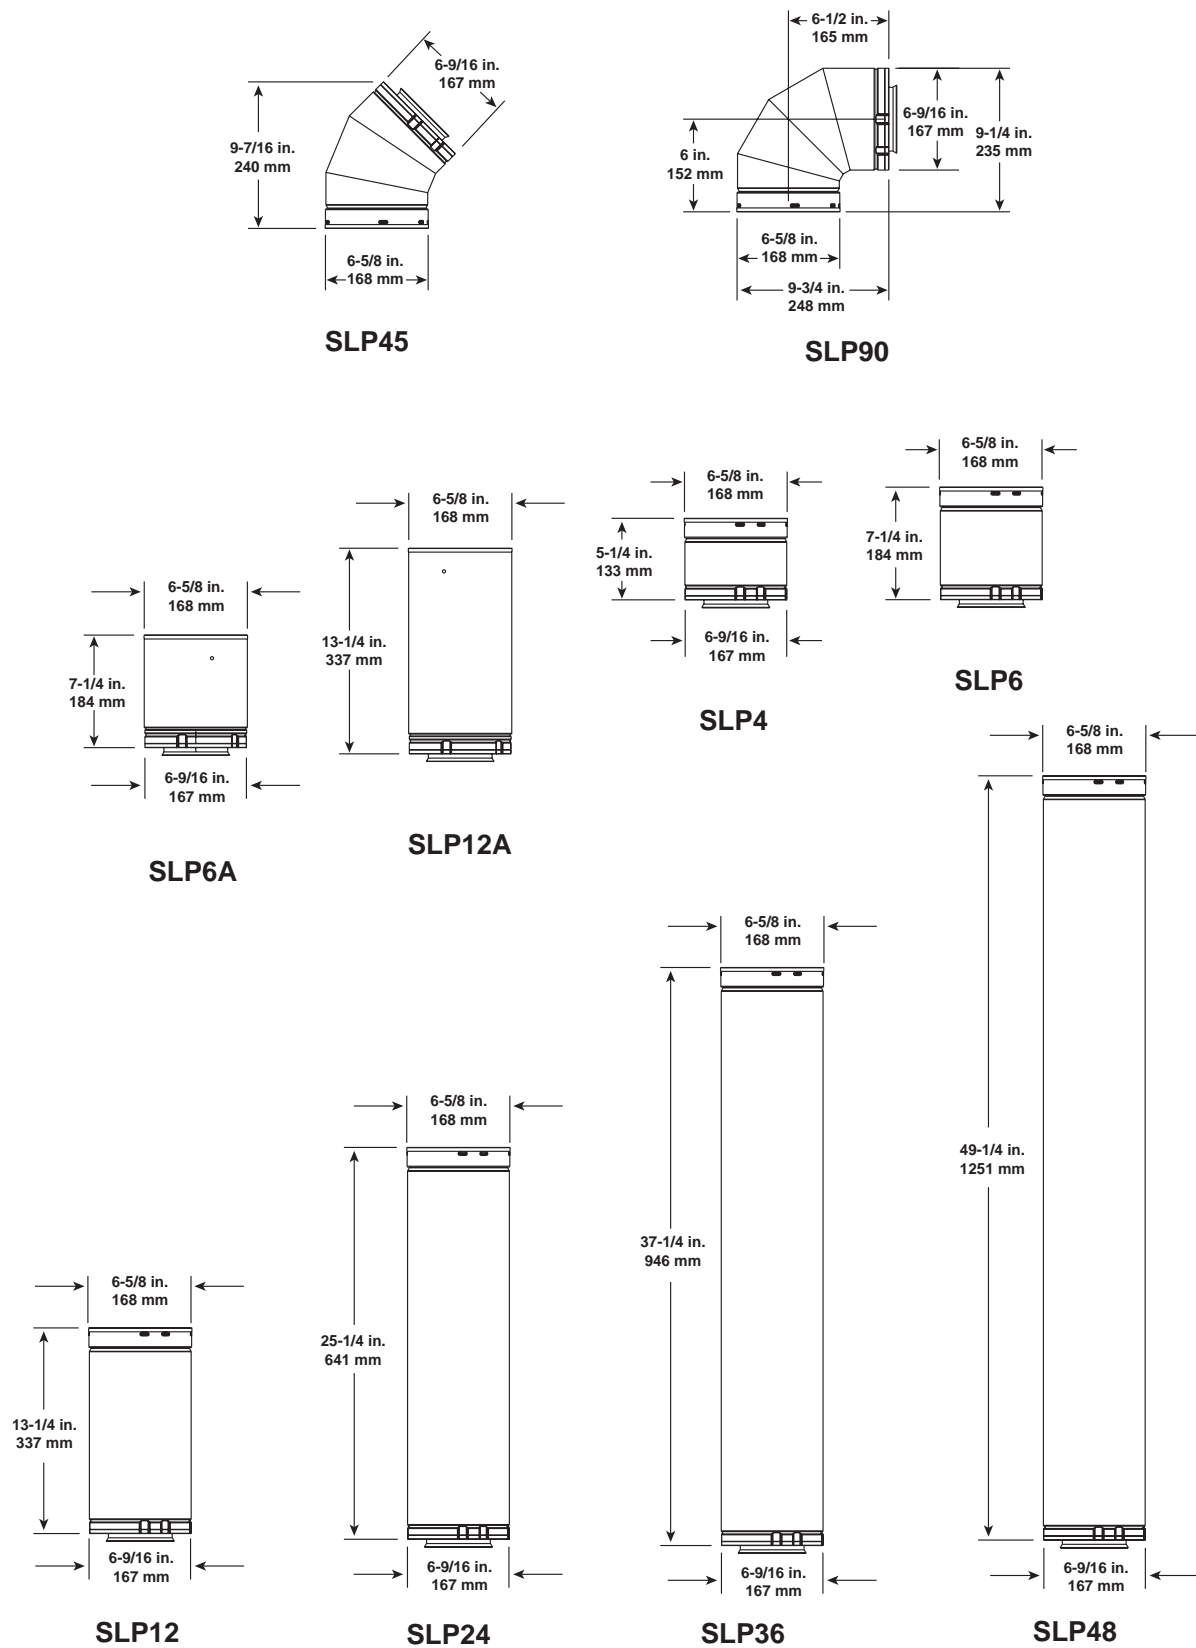 6-9/16 in.
167 mm
9-7/16 in.
240 mm
6-5/8 in.
168 mm
SLP45
6-1/2 in.
165 mm
6-9/16 in.
167 mm
9-1/4 in.
235 mm
6 in.
152 mm
6-5/8 in.
168 mm
9-3/4 in.
248 mm
SLP90
6-5/8 in.
168 mm
7-1/4 in.
184 mm
6-9/16 in.
167 mm
SLP6A
6-5/8 in.
168 mm
13-1/4 in.
337 mm
SLP12A
6-5/8 in.
168 mm
5-1/4 in.
133 mm
6-9/16 in.
167 mm
SLP4
6-5/8 in.
168 mm
7-1/4 in.
184 mm
SLP6
6-5/8 in.
168 mm
13-1/4 in.
337 mm
6-9/16 in.
167 mm
SLP12
6-5/8 in.
168 mm
25-1/4 in.
641 mm
6-9/16 in.
167 mm
SLP24
6-5/8 in.
168 mm
37-1/4 in.
946 mm
6-9/16 in.
167 mm
SLP36
6-5/8 in.
168 mm
49-1/4 in.
1251 mm
6-9/16 in.
167 mm
SLP48